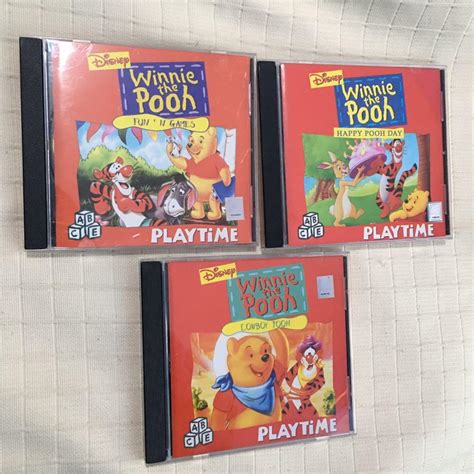 Disney
Winnie
the
Pooh
FUN 'N GAMES
A B
C E
PLAYTIME
Disney
Winnie
the
Pooh
HAPPY POOH DAY
A B
C E
PLAYTIME
Disney
Winnie
the
Pooh
COWBOY POOH
A B
C E
PLAYTIME